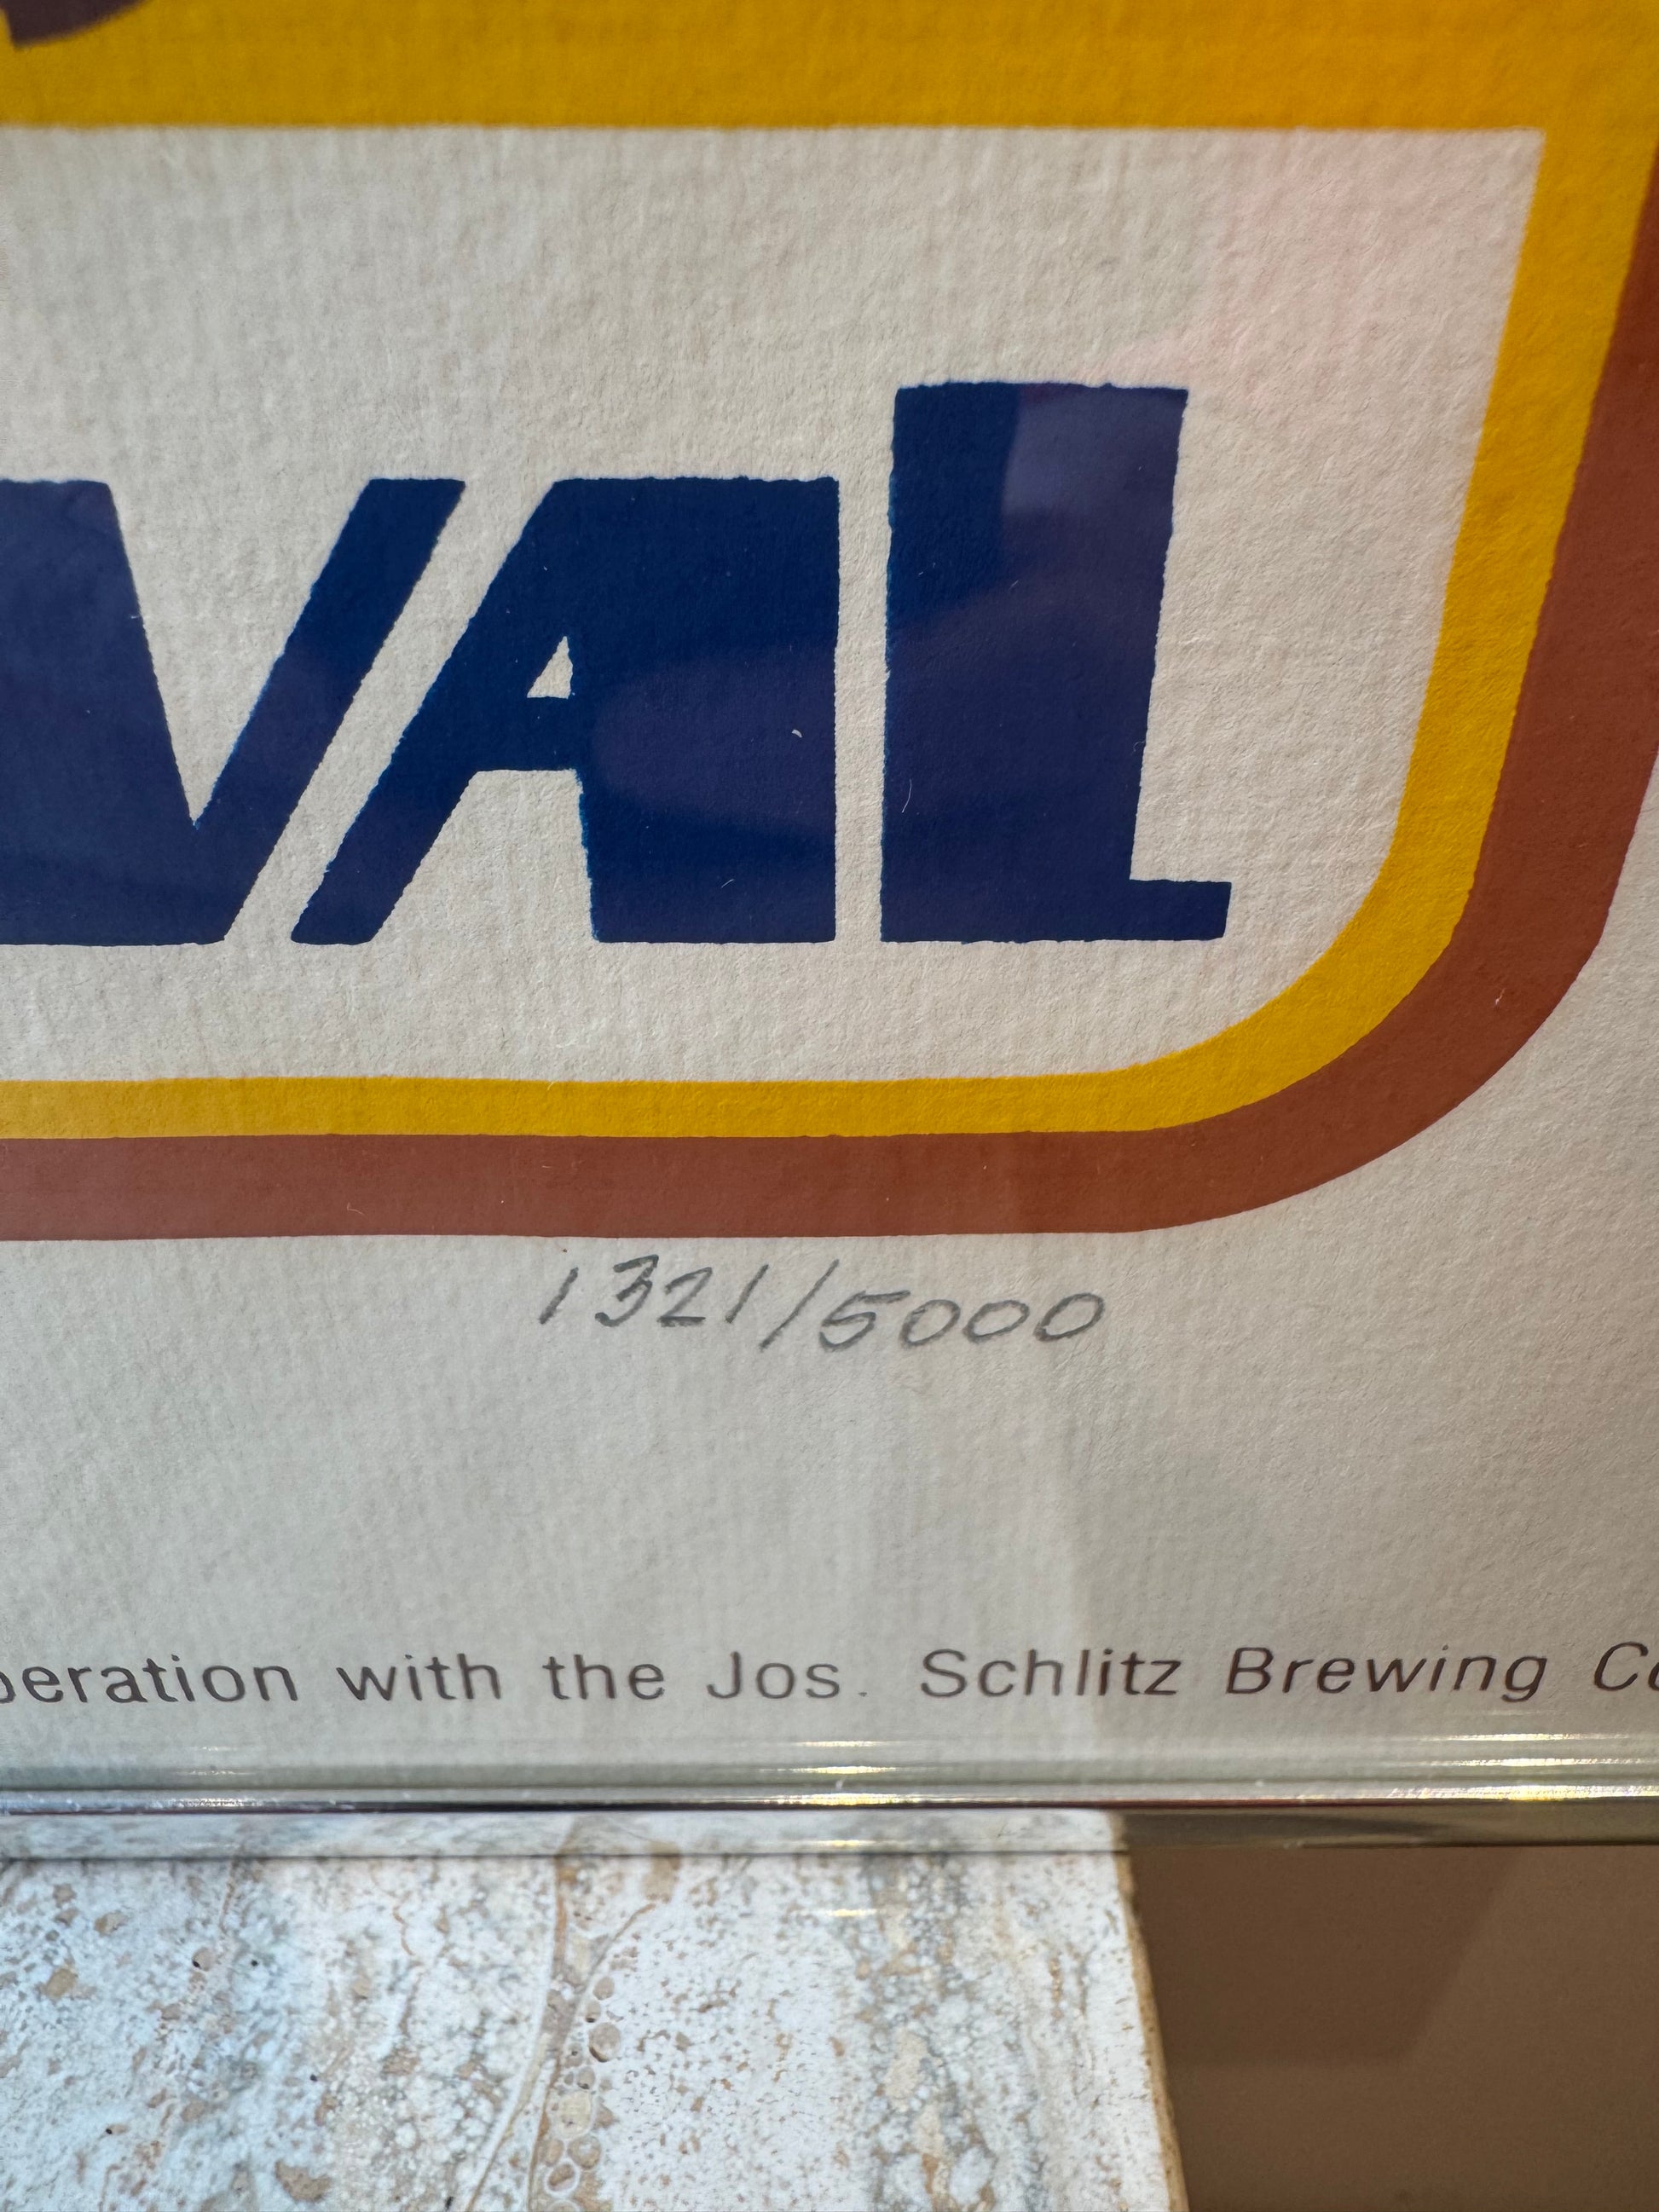 VAL
1321/5000
peration with the Jos. Schlitz Brewing Co